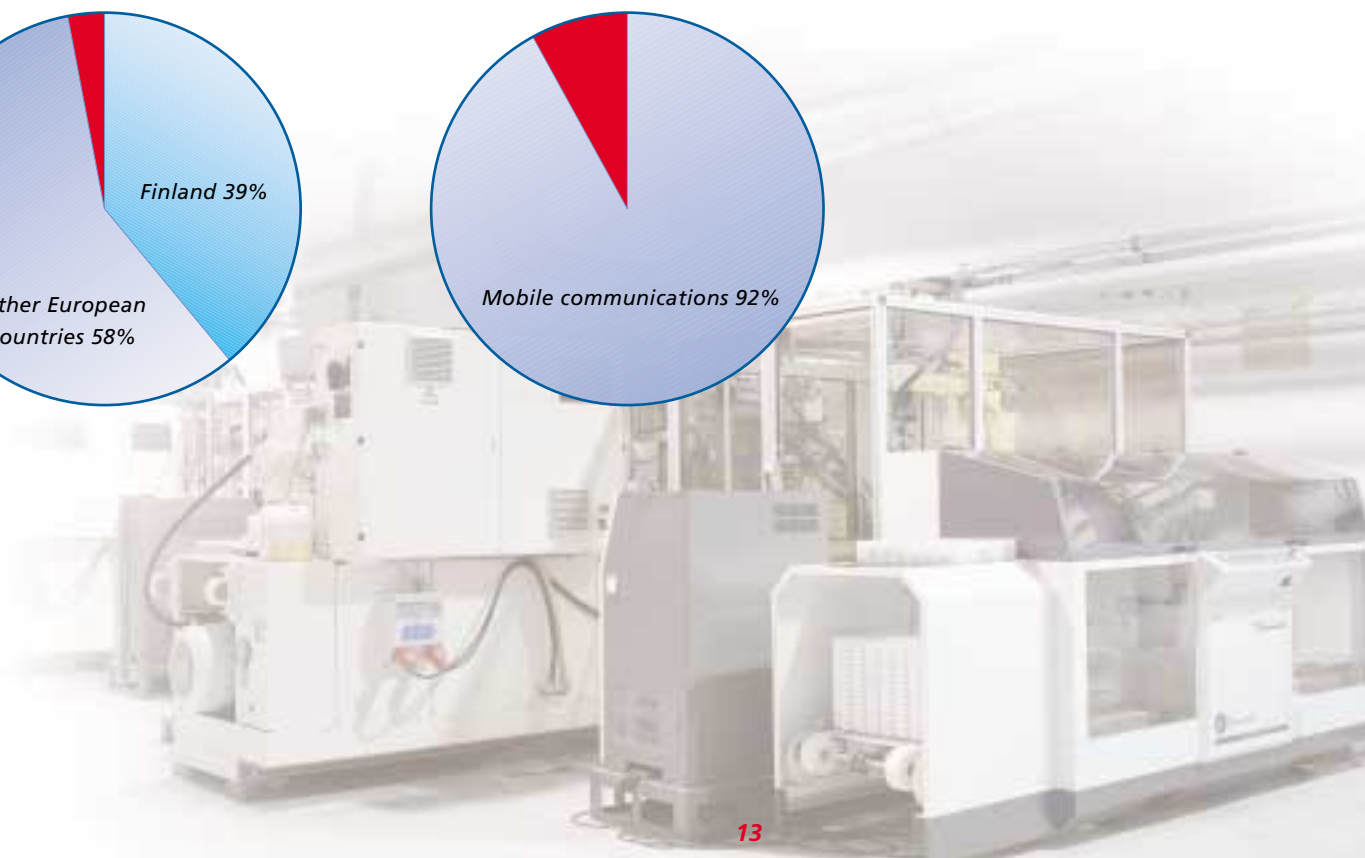 Finland 39%
ther European
ountries 58%
Mobile communications 92%
13